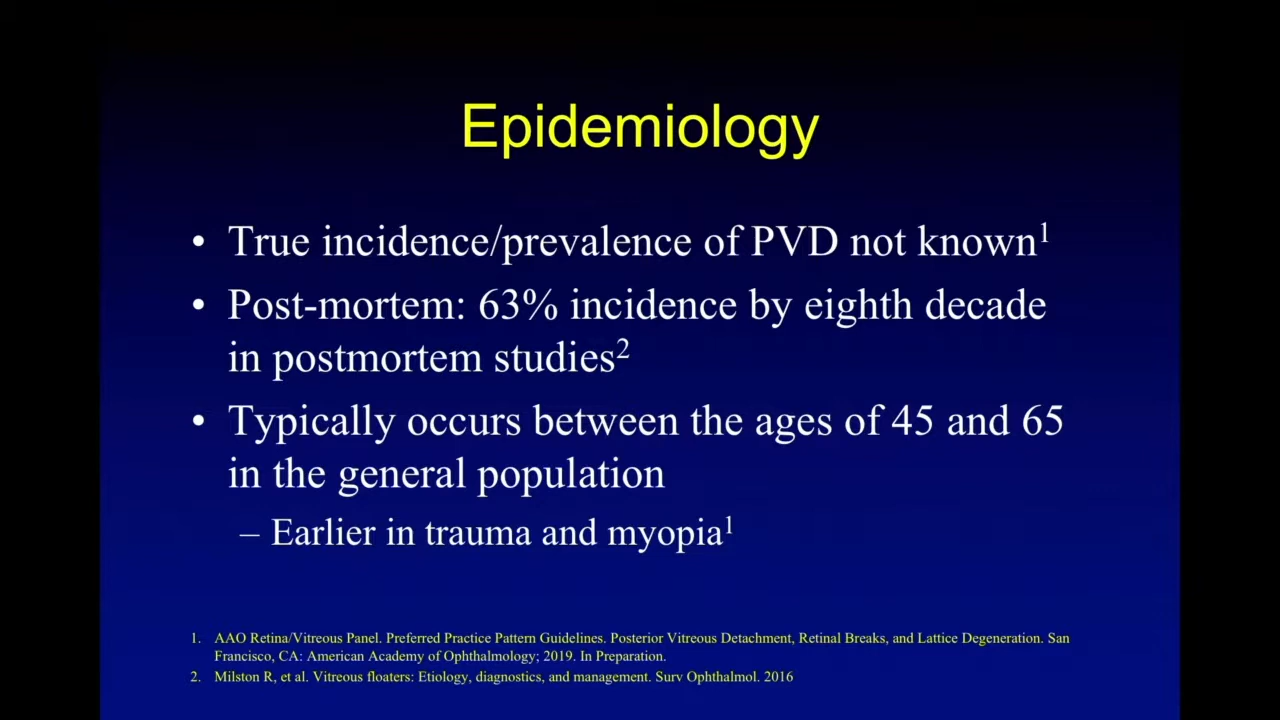 Epidemiology
• True incidence/prevalence of PVD not known¹
• Post-mortem: 63% incidence by eighth decade
in postmortem studies²
• Typically occurs between the ages of 45 and 65
in the general population
– Earlier in trauma and myopia¹
1. AAO Retina/Vitreous Panel. Preferred Practice Pattern Guidelines. Posterior Vitreous Detachment, Retinal Breaks, and Lattice Degeneration. San
Francisco, CA: American Academy of Ophthalmology; 2019. In Preparation.
2. Milston R, et al. Vitreous floaters: Etiology, diagnostics, and management. Surv Ophthalmol. 2016